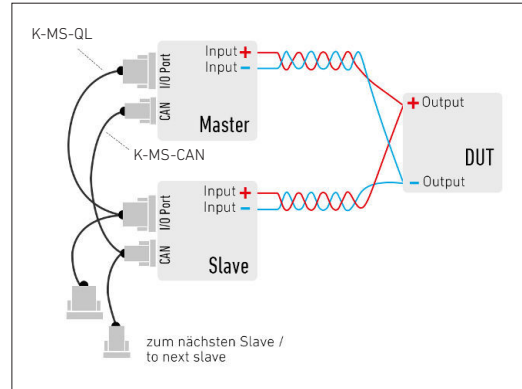 K-MS-QL
I/O Port
Input +
Input −
CAN
Master
K-MS-CAN
+ Output
DUT
− Output
I/O Port
Input +
Input −
CAN
Slave
zum nächsten Slave /
to next slave